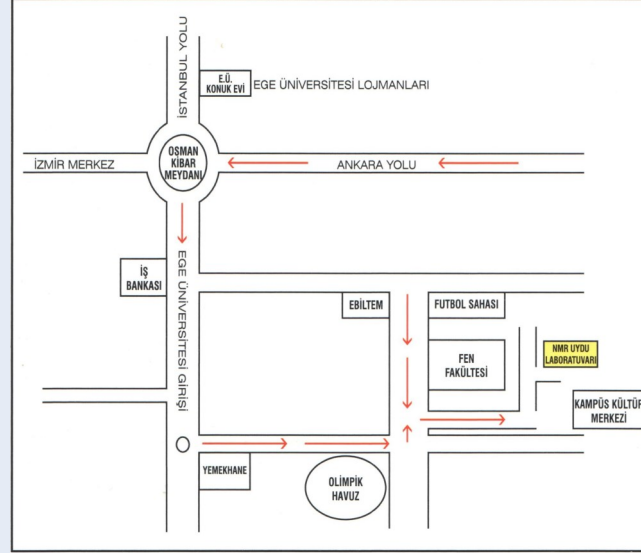 İSTANBUL YOLU
E.Ü.
KONUK EVİ
EGE ÜNİVERSİTESİ LOJMANLARI
İZMİR MERKEZ
OSMAN
KİBAR
MEYDANI
ANKARA YOLU
EGE ÜNİVERSİTESİ GİRİŞİ
İŞ
BANKASI
EBİLTEM
FUTBOL SAHASI
FEN
FAKÜLTESİ
NMR UYDU
LABORATUVARI
KAMPÜS KÜLTÜR
MERKEZİ
YEMEKHANE
OLİMPİK
HAVUZ